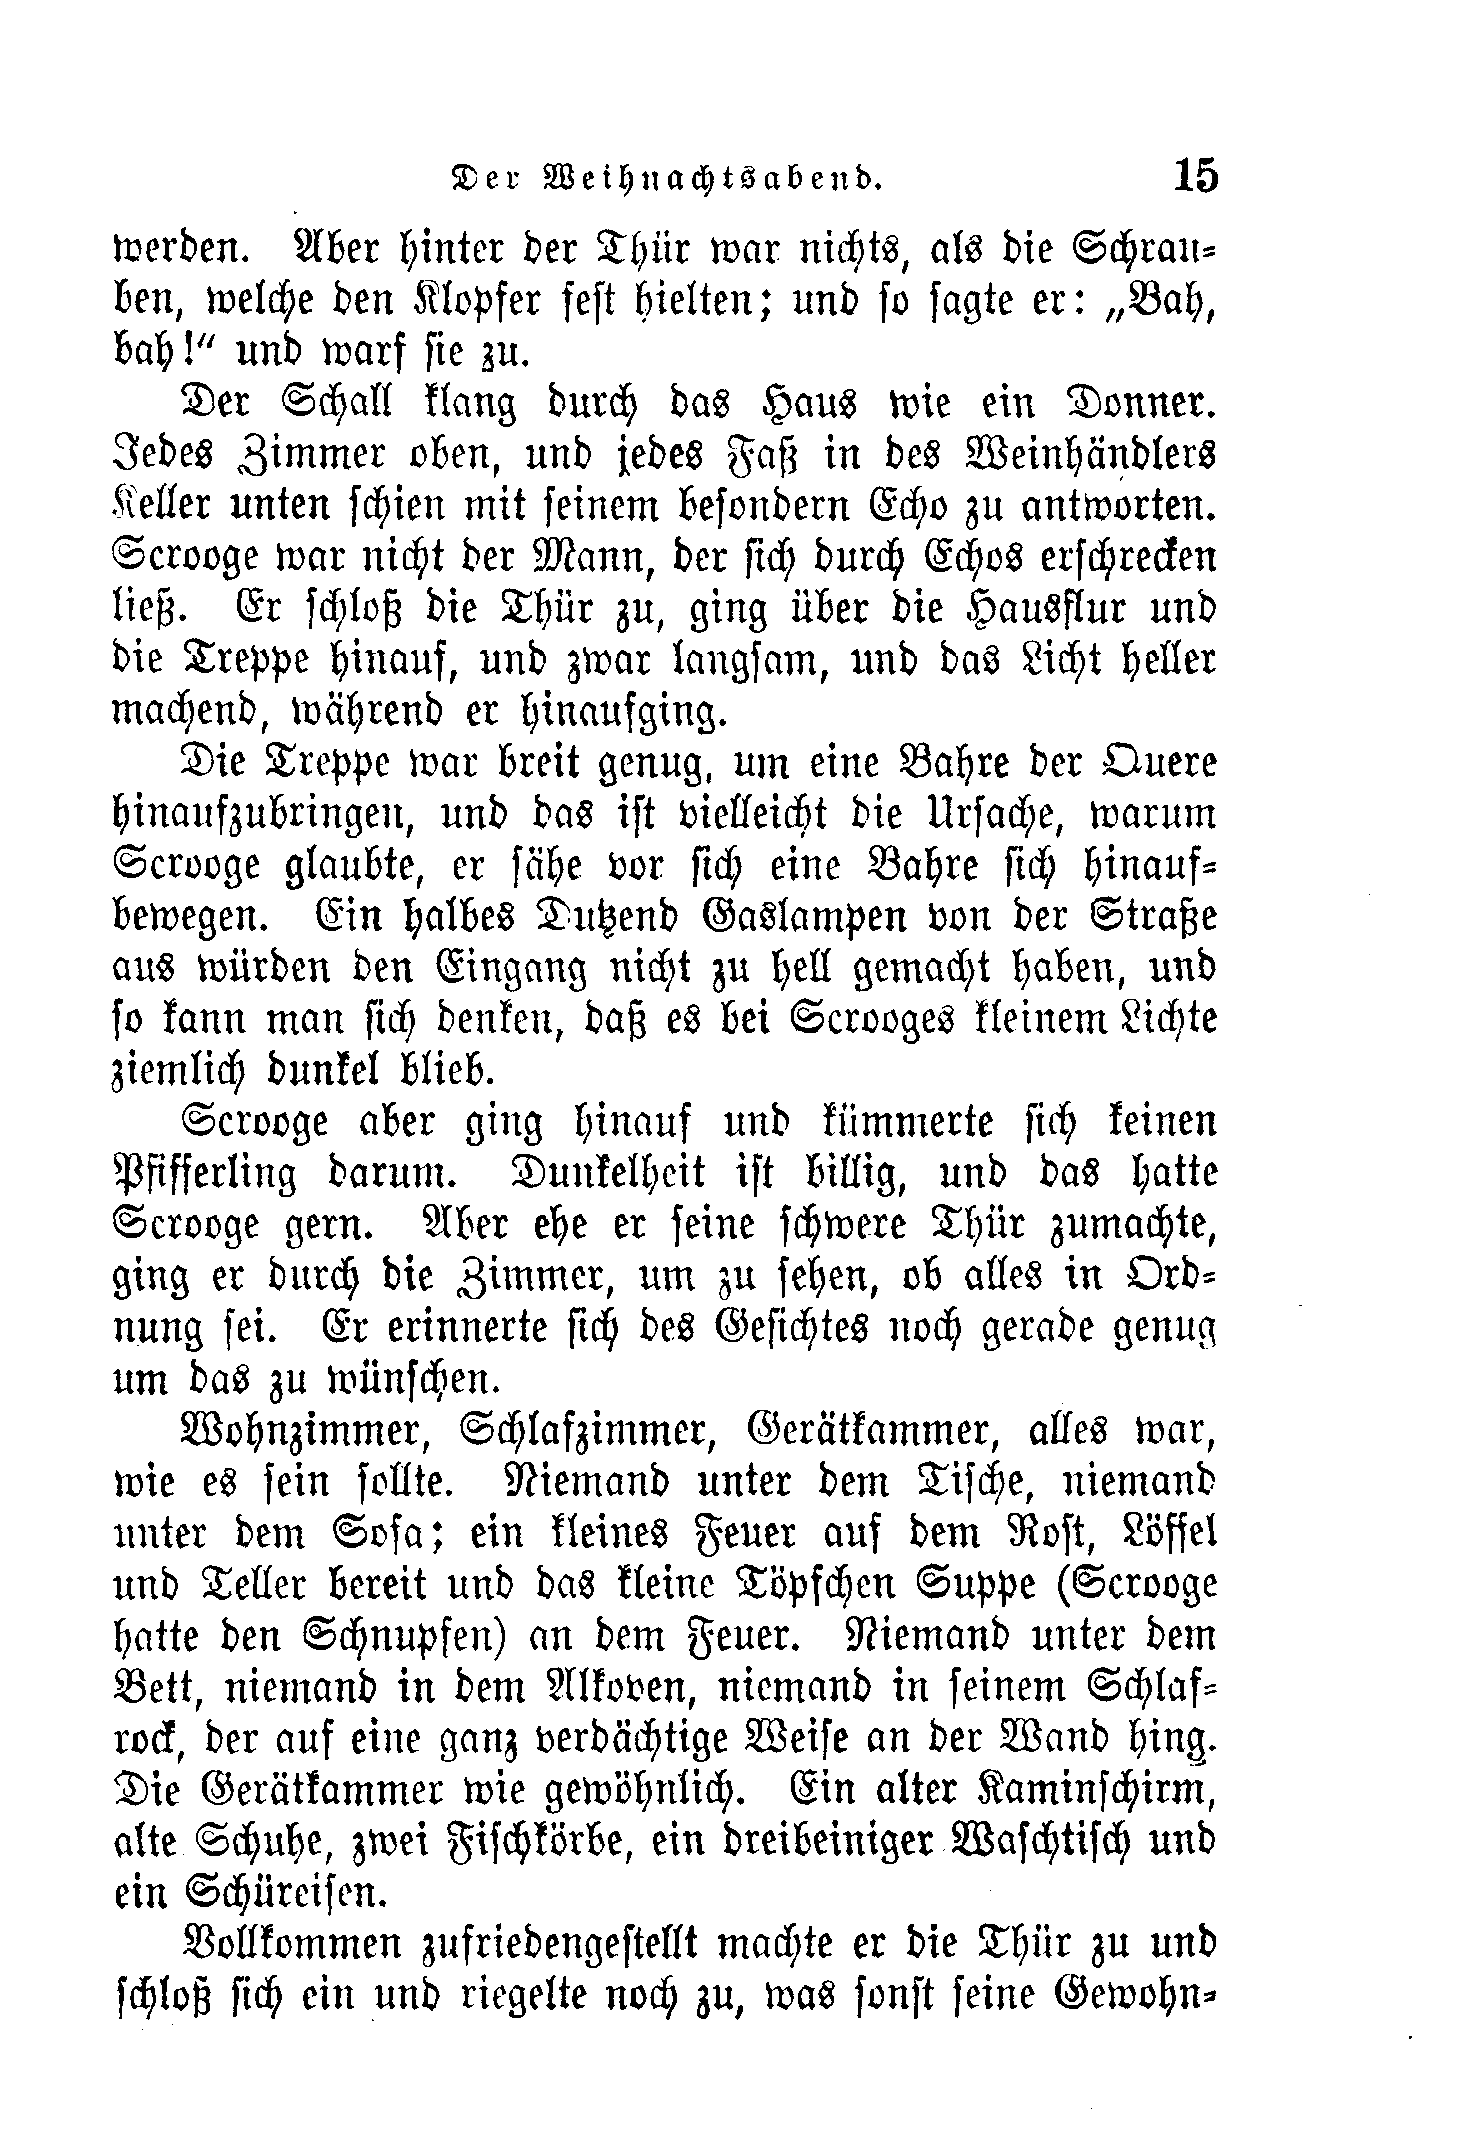 Der Weihnachtsabend. 15
werden. Aber hinter der Thür war nichts, als die Schrau-
ben, welche den Klopfer fest hielten; und so sagte er: „Bah,
bah!“ und warf sie zu.
Der Schall klang durch das Haus wie ein Donner.
Jedes Zimmer oben, und jedes Faß in des Weinhändlers
Keller unten schien mit seinem besondern Echo zu antworten.
Scrooge war nicht der Mann, der sich durch Echos erschrecken
ließ. Er schloß die Thür zu, ging über die Hausflur und
die Treppe hinauf, und zwar langsam, und das Licht heller
machend, während er hinaufging.
Die Treppe war breit genug, um eine Bahre der Quere
hinaufzubringen, und das ist vielleicht die Ursache, warum
Scrooge glaubte, er sähe vor sich eine Bahre sich hinauf-
bewegen. Ein halbes Dutzend Gaslampen von der Straße
aus würden den Eingang nicht zu hell gemacht haben, und
so kann man sich denken, daß es bei Scrooges kleinem Lichte
ziemlich dunkel blieb.
Scrooge aber ging hinauf und kümmerte sich keinen
Pfifferling darum. Dunkelheit ist billig, und das hatte
Scrooge gern. Aber ehe er seine schwere Thür zumachte,
ging er durch die Zimmer, um zu sehen, ob alles in Ord-
nung sei. Er erinnerte sich des Gesichtes noch gerade genug
um das zu wünschen.
Wohnzimmer, Schlafzimmer, Gerätkammer, alles war,
wie es sein sollte. Niemand unter dem Tische, niemand
unter dem Sofa; ein kleines Feuer auf dem Rost, Löffel
und Teller bereit und das kleine Töpfchen Suppe (Scrooge
hatte den Schnupfen) an dem Feuer. Niemand unter dem
Bett, niemand in dem Alkoven, niemand in seinem Schlaf-
rock, der auf eine ganz verdächtige Weise an der Wand hing.
Die Gerätkammer wie gewöhnlich. Ein alter Kaminschirm,
alte Schuhe, zwei Fischkörbe, ein dreibeiniger Waschtisch und
ein Schüreisen.
Vollkommen zufriedengestellt machte er die Thür zu und
schloß sich ein und riegelte noch zu, was sonst seine Gewohn-